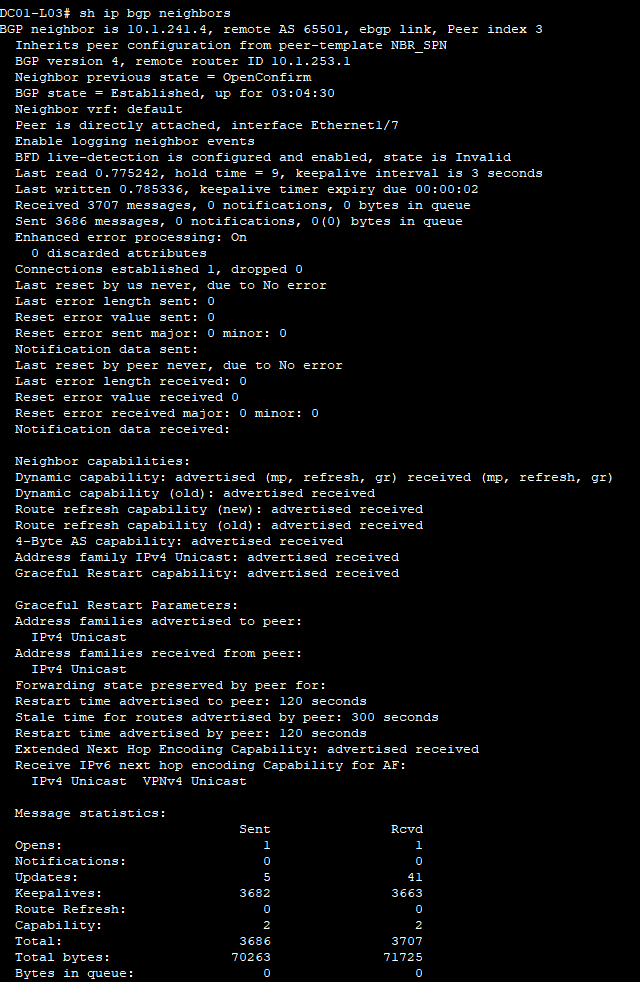 DC01-L03# sh ip bgp neighbors
BGP neighbor is 10.1.241.4, remote AS 65501, ebgp link, Peer index 3
Inherits peer configuration from peer-template NBR_SPN
BGP version 4, remote router ID 10.1.253.1
Neighbor previous state = OpenConfirm
BGP state = Established, up for 03:04:30
Neighbor vrf: default
Peer is directly attached, interface Ethernet1/7
Enable logging neighbor events
BFD live-detection is configured and enabled, state is Invalid
Last read 0.775242, hold time = 9, keepalive interval is 3 seconds
Last written 0.785336, keepalive timer expiry due 00:00:02
Received 3707 messages, 0 notifications, 0 bytes in queue
Sent 3686 messages, 0 notifications, 0(0) bytes in queue
Enhanced error processing: On
0 discarded attributes
Connections established 1, dropped 0
Last reset by us never, due to No error
Last error length sent: 0
Reset error value sent: 0
Reset error sent major: 0 minor: 0
Notification data sent:
Last reset by peer never, due to No error
Last error length received: 0
Reset error value received 0
Reset error received major: 0 minor: 0
Notification data received:
Neighbor capabilities:
Dynamic capability: advertised (mp, refresh, gr) received (mp, refresh, gr)
Dynamic capability (old): advertised received
Route refresh capability (new): advertised received
Route refresh capability (old): advertised received
4-Byte AS capability: advertised received
Address family IPv4 Unicast: advertised received
Graceful Restart capability: advertised received
Graceful Restart Parameters:
Address families advertised to peer:
IPv4 Unicast
Address families received from peer:
IPv4 Unicast
Forwarding state preserved by peer for:
Restart time advertised to peer: 120 seconds
Stale time for routes advertised by peer: 300 seconds
Restart time advertised by peer: 120 seconds
Extended Next Hop Encoding Capability: advertised received
Receive IPv6 next hop encoding Capability for AF:
IPv4 Unicast  VPNv4 Unicast
Message statistics:
Sent Rcvd
Opens: 1 1
Notifications: 0 0
Updates: 5 41
Keepalives: 3682 3663
Route Refresh: 0 0
Capability: 2 2
Total: 3686 3707
Total bytes: 70263 71725
Bytes in queue: 0 0